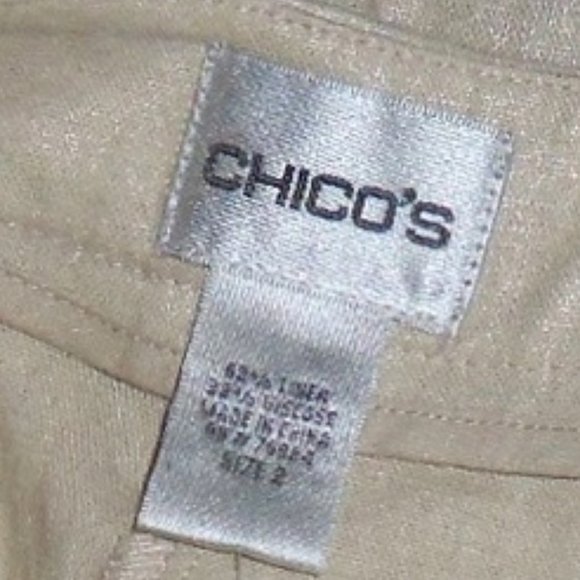 CHICO'S
LINEN
VISCOSE
MADE IN CHINA
SIZE 2